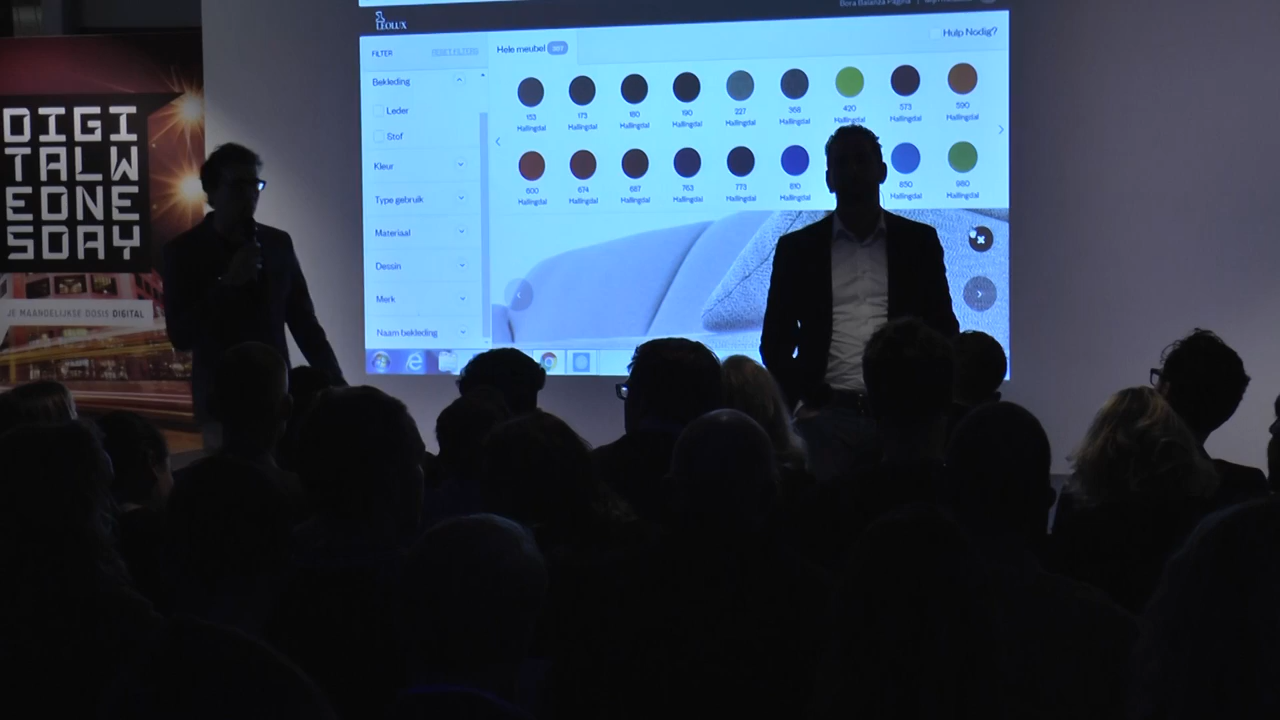 DIGI
TALW
EDNE
SDAY
JE MAANDELIJKSE DOSIS DIGITAL
LEOLUX
FILTER
RESET FILTERS
Bekleding
Leder
Stof
Kleur
Type gebruik
Materiaal
Dessin
Merk
Naam bekleding
Hele meubel
Hulp Nodig?
153 173 180 190 227 368 420 573 590
Hallingdal Hallingdal Hallingdal Hallingdal Hallingdal Hallingdal Hallingdal Hallingdal Hallingdal
600 674 687 763 773 810 850 980
Hallingdal Hallingdal Hallingdal Hallingdal Hallingdal Hallingdal Hallingdal Hallingdal